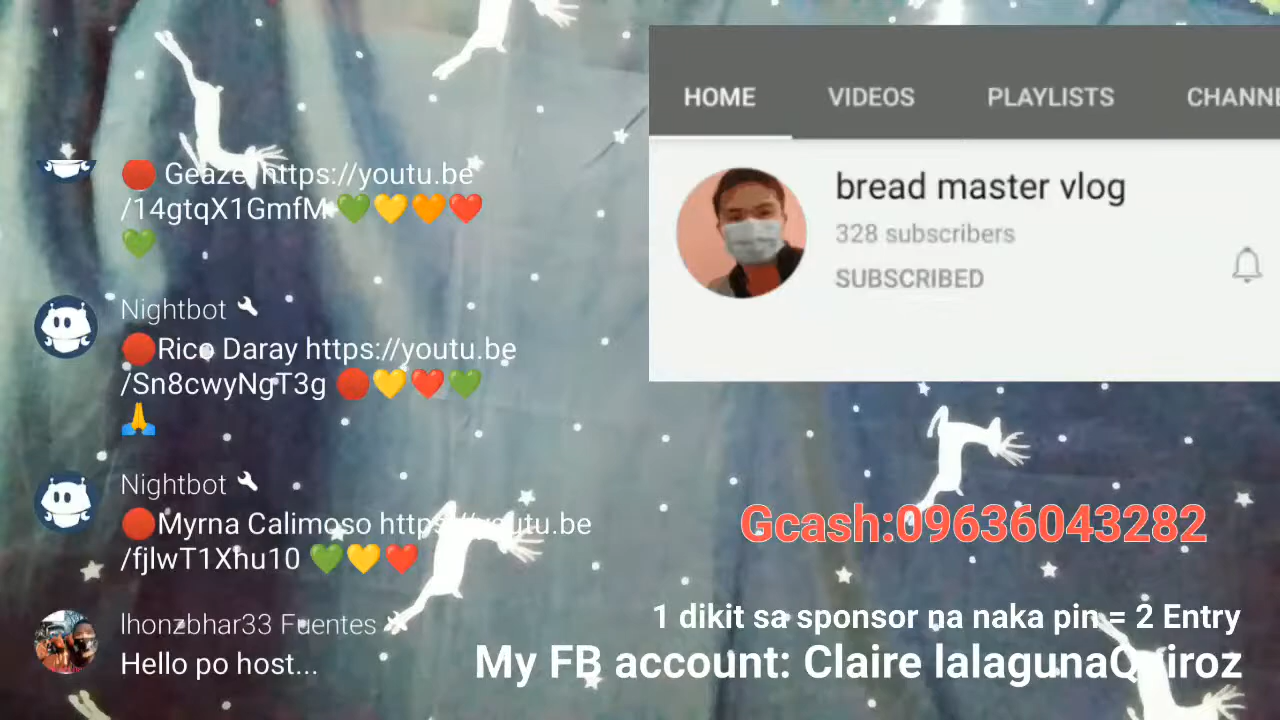 🔴 Geaze https://youtu.be
/14gtqX1GmfM 💚💛🧡❤️
💚
Nightbot
🔴Rico Daray https://youtu.be
/Sn8cwyNgT3g 🔴💛❤️💚
🙏
Nightbot
🔴Myrna Calimoso https://youtu.be
/fjlwT1Xhu10 💚💛❤️
lhonzbhar33 Fuentes
Hello po host...
HOME VIDEOS PLAYLISTS CHANNE
bread master vlog
328 subscribers
SUBSCRIBED
Gcash:09636043282
1 dikit sa sponsor na naka pin = 2 Entry
My FB account: Claire lalagunaQuiroz